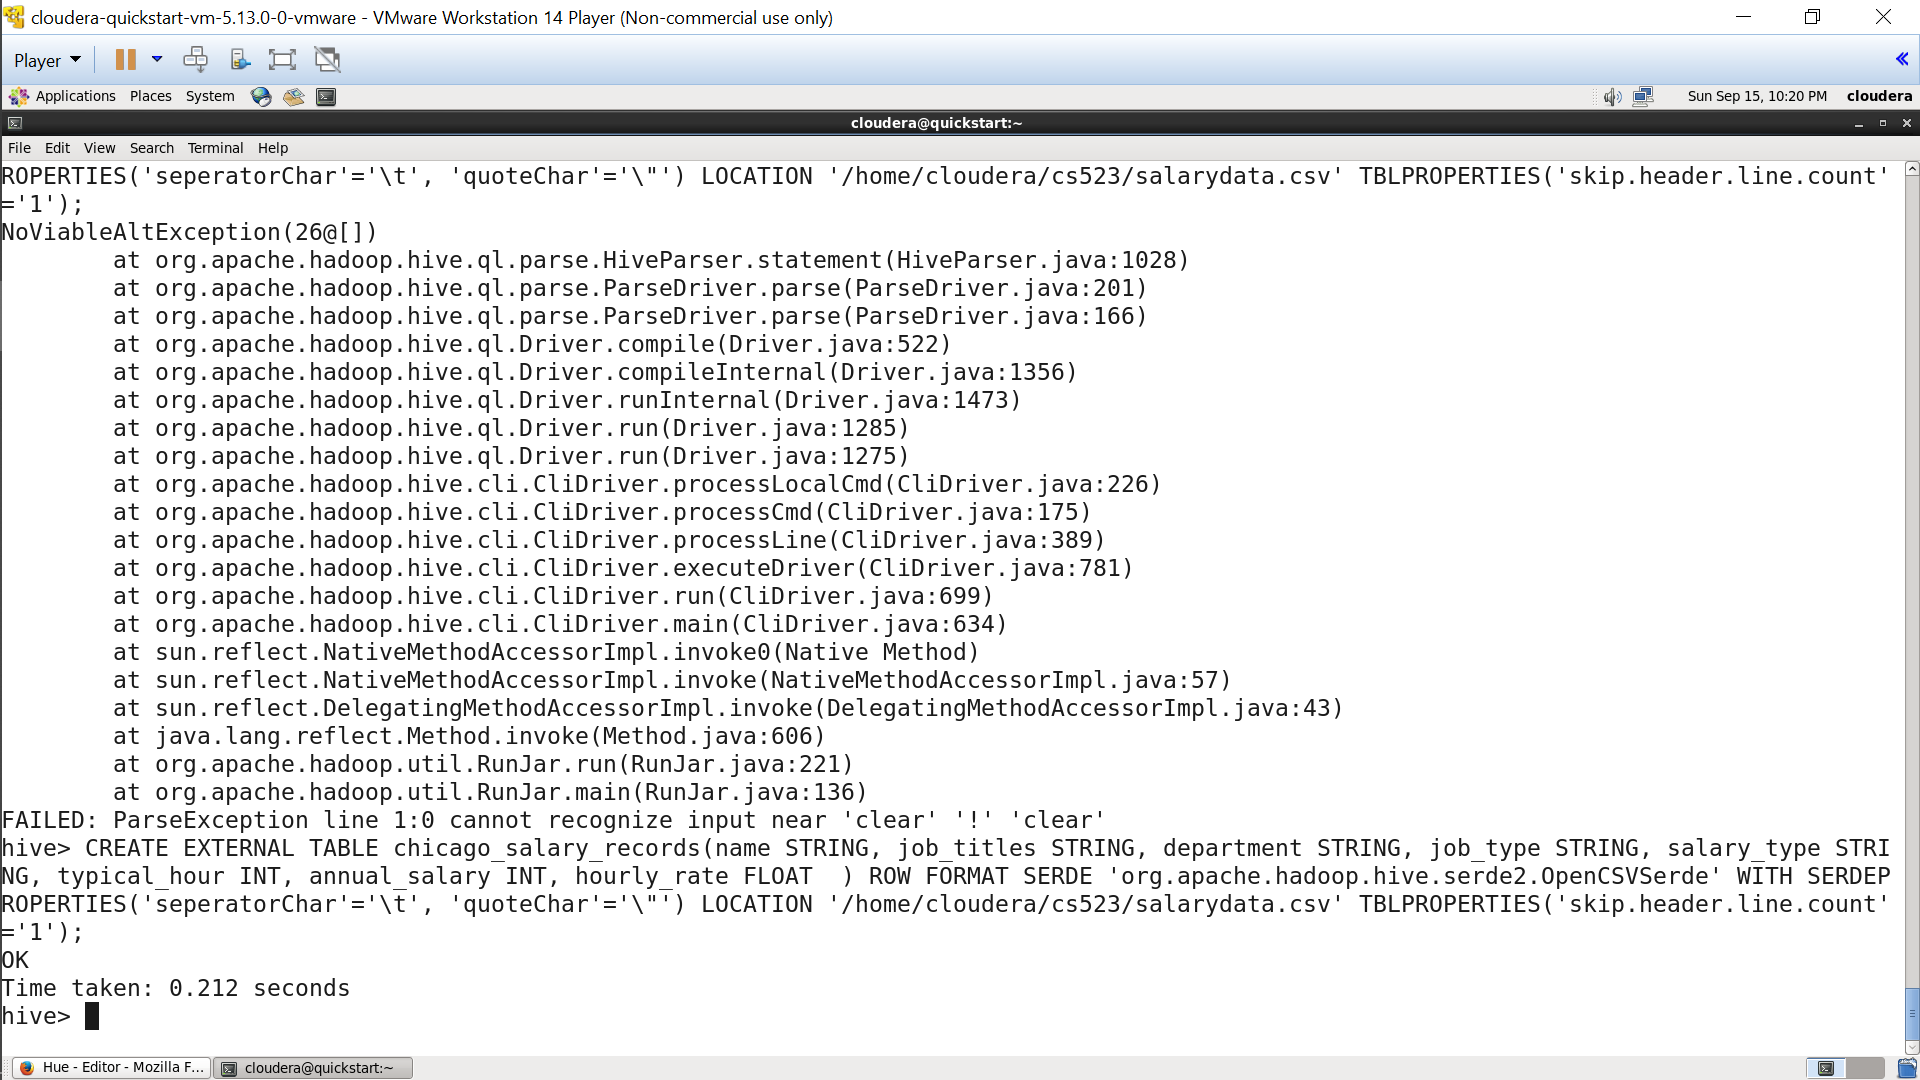 cloudera-quickstart-vm-5.13.0-0-vmware - VMware Workstation 14 Player (Non-commercial use only)
Player
Applications Places System Sun Sep 15, 10:20 PM cloudera
cloudera@quickstart:~
File Edit View Search Terminal Help
ROPERTIES('seperatorChar'='\t', 'quoteChar'='\"') LOCATION '/home/cloudera/cs523/salarydata.csv' TBLPROPERTIES('skip.header.line.count'
='1');
NoViableAltException(26@[])
at org.apache.hadoop.hive.ql.parse.HiveParser.statement(HiveParser.java:1028)
at org.apache.hadoop.hive.ql.parse.ParseDriver.parse(ParseDriver.java:201)
at org.apache.hadoop.hive.ql.parse.ParseDriver.parse(ParseDriver.java:166)
at org.apache.hadoop.hive.ql.Driver.compile(Driver.java:522)
at org.apache.hadoop.hive.ql.Driver.compileInternal(Driver.java:1356)
at org.apache.hadoop.hive.ql.Driver.runInternal(Driver.java:1473)
at org.apache.hadoop.hive.ql.Driver.run(Driver.java:1285)
at org.apache.hadoop.hive.ql.Driver.run(Driver.java:1275)
at org.apache.hadoop.hive.cli.CliDriver.processLocalCmd(CliDriver.java:226)
at org.apache.hadoop.hive.cli.CliDriver.processCmd(CliDriver.java:175)
at org.apache.hadoop.hive.cli.CliDriver.processLine(CliDriver.java:389)
at org.apache.hadoop.hive.cli.CliDriver.executeDriver(CliDriver.java:781)
at org.apache.hadoop.hive.cli.CliDriver.run(CliDriver.java:699)
at org.apache.hadoop.hive.cli.CliDriver.main(CliDriver.java:634)
at sun.reflect.NativeMethodAccessorImpl.invoke0(Native Method)
at sun.reflect.NativeMethodAccessorImpl.invoke(NativeMethodAccessorImpl.java:57)
at sun.reflect.DelegatingMethodAccessorImpl.invoke(DelegatingMethodAccessorImpl.java:43)
at java.lang.reflect.Method.invoke(Method.java:606)
at org.apache.hadoop.util.RunJar.run(RunJar.java:221)
at org.apache.hadoop.util.RunJar.main(RunJar.java:136)
FAILED: ParseException line 1:0 cannot recognize input near 'clear' '!' 'clear'
hive> CREATE EXTERNAL TABLE chicago_salary_records(name STRING, job_titles STRING, department STRING, job_type STRING, salary_type STRI
NG, typical_hour INT, annual_salary INT, hourly_rate FLOAT  ) ROW FORMAT SERDE 'org.apache.hadoop.hive.serde2.OpenCSVSerde' WITH SERDEP
ROPERTIES('seperatorChar'='\t', 'quoteChar'='\"') LOCATION '/home/cloudera/cs523/salarydata.csv' TBLPROPERTIES('skip.header.line.count'
='1');
OK
Time taken: 0.212 seconds
hive>
Hue - Editor - Mozilla F... cloudera@quickstart:~